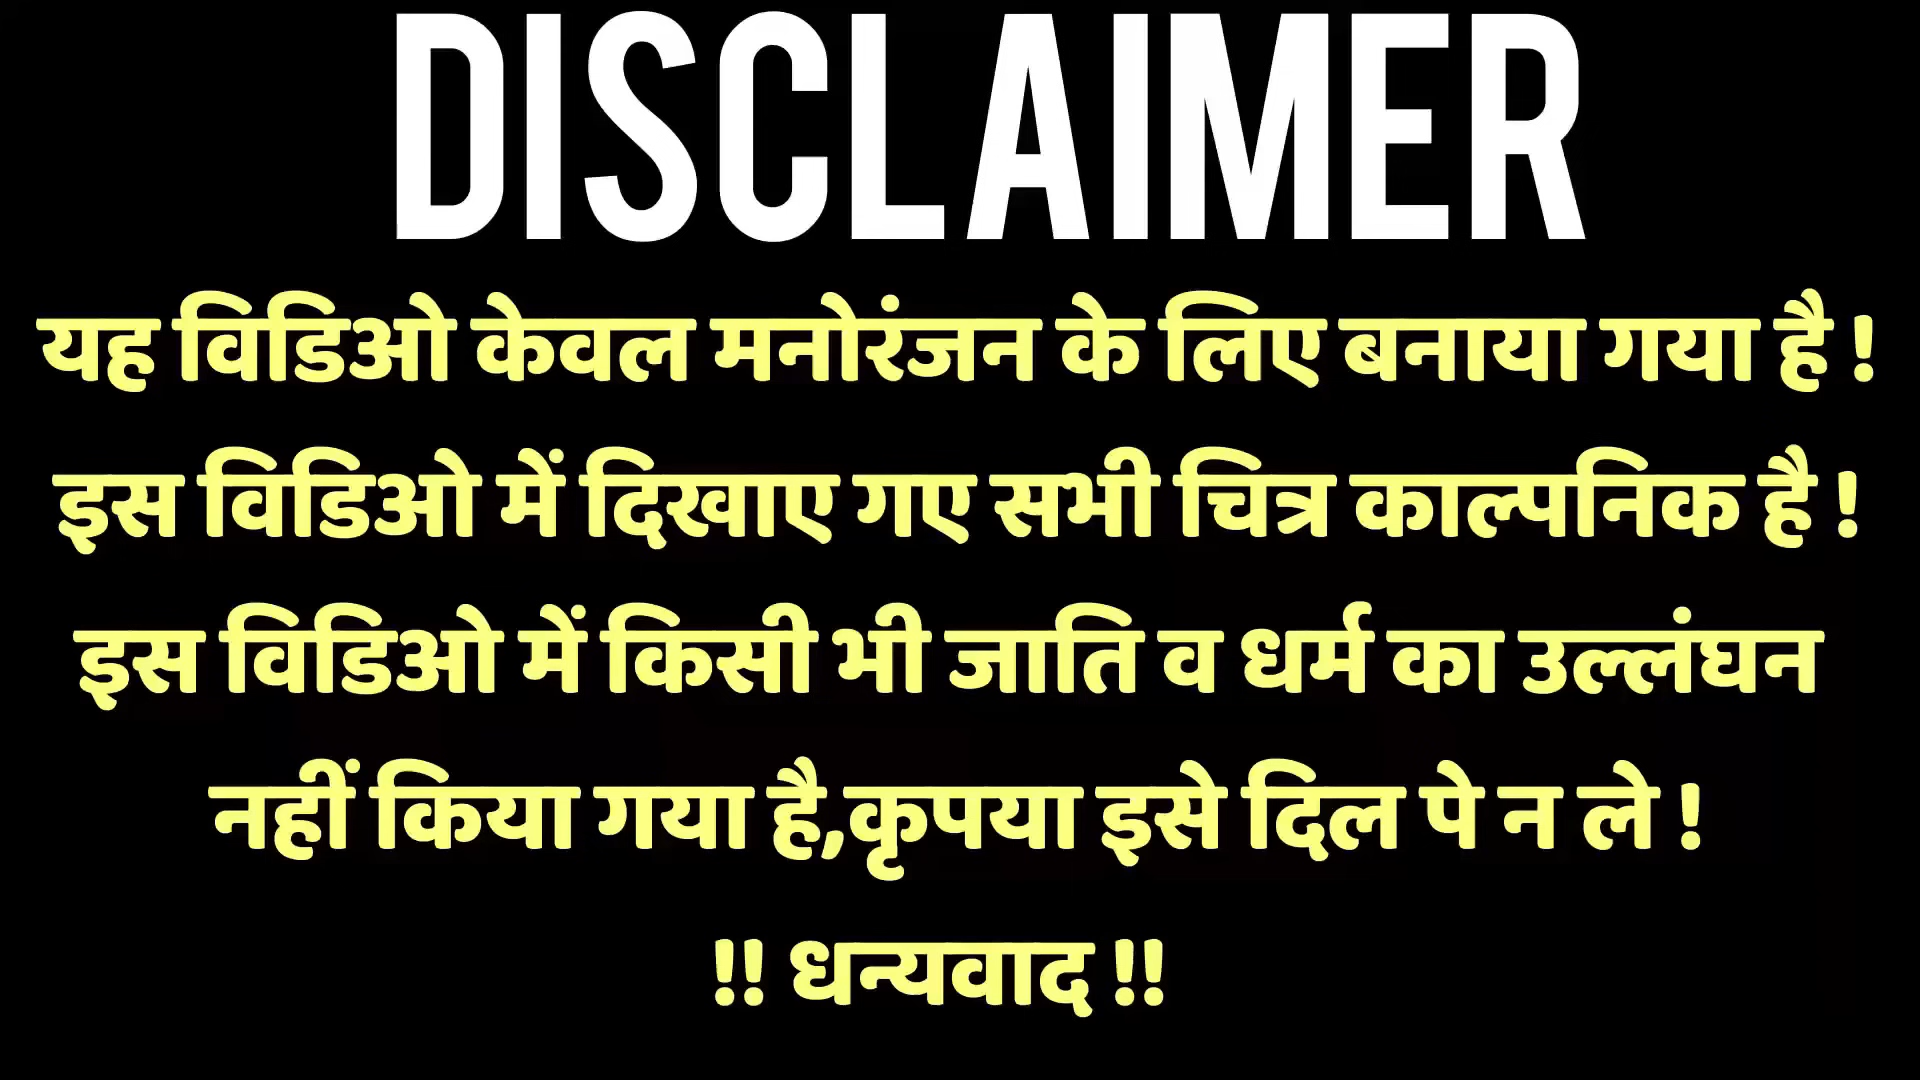 DISCLAIMER
यह विडिओ केवल मनोरंजन के लिए बनाया गया है !
इस विडिओ में दिखाए गए सभी चित्र काल्पनिक है !
इस विडिओ में किसी भी जाति व धर्म का उल्लंघन
नहीं किया गया है,कृपया इसे दिल पे न ले !
!! धन्यवाद !!